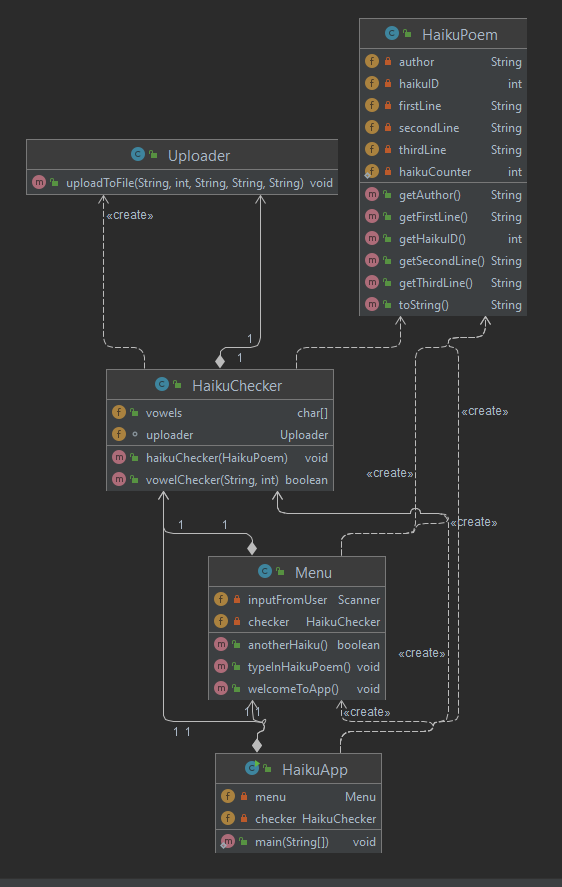 HaikuPoem
f author String
f haikuID int
f firstLine String
f secondLine String
f thirdLine String
f haikuCounter int
m getAuthor() String
m getFirstLine() String
m getHaikuID() int
m getSecondLine() String
m getThirdLine() String
m toString() String
C Uploader
m uploadToFile(String, int, String, String, String) void
«create»
1
1
C HaikuChecker
f vowels char[]
f uploader Uploader
m haikuChecker(HaikuPoem) void
m vowelChecker(String, int) boolean
«create»
«create»
«create»
1 1
C Menu
f inputFromUser Scanner
f checker HaikuChecker
m anotherHaiku() boolean
m typeInHaikuPoem() void
m welcomeToApp() void
«create»
1 1
«create»
1 1
C HaikuApp
f menu Menu
f checker HaikuChecker
m main(String[]) void